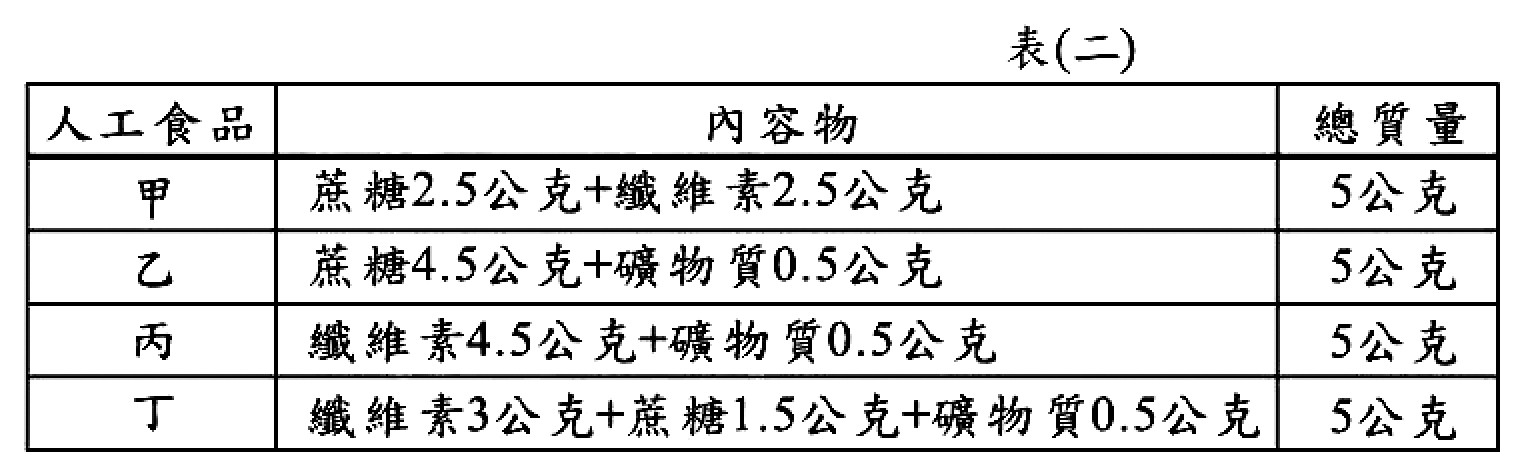 表(二)
人工食品 內容物 總質量
甲 蔗糖2.5公克+纖維素2.5公克 5公克
乙 蔗糖4.5公克+礦物質0.5公克 5公克
丙 纖維素4.5公克+礦物質0.5公克 5公克
丁 纖維素3公克+蔗糖1.5公克+礦物質0.5公克 5公克